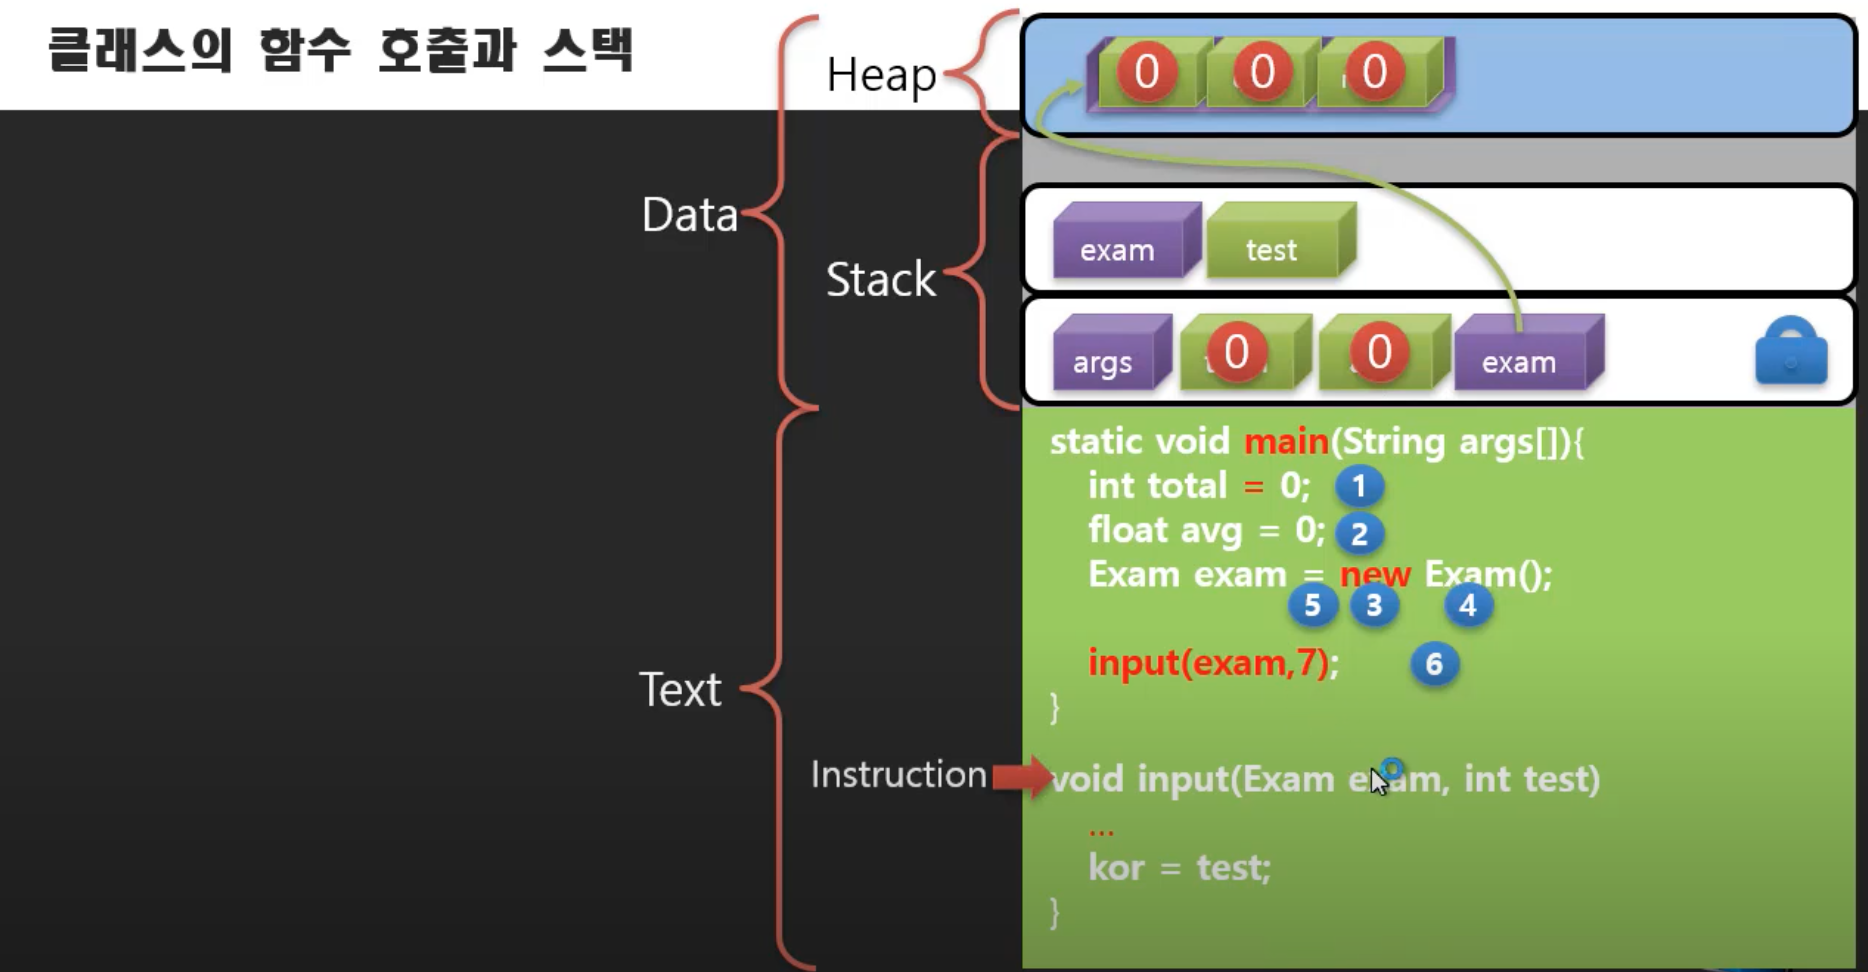 클래스의 함수 호출과 스택
Heap
0 0 0
Data
exam test
Stack
args 0 0 exam
static void main(String args[]){
int total = 0; 1
float avg = 0; 2
Exam exam = new Exam();
5 3 4
input(exam,7); 6
}
Text
Instruction
void input(Exam exam, int test)
...
kor = test;
}